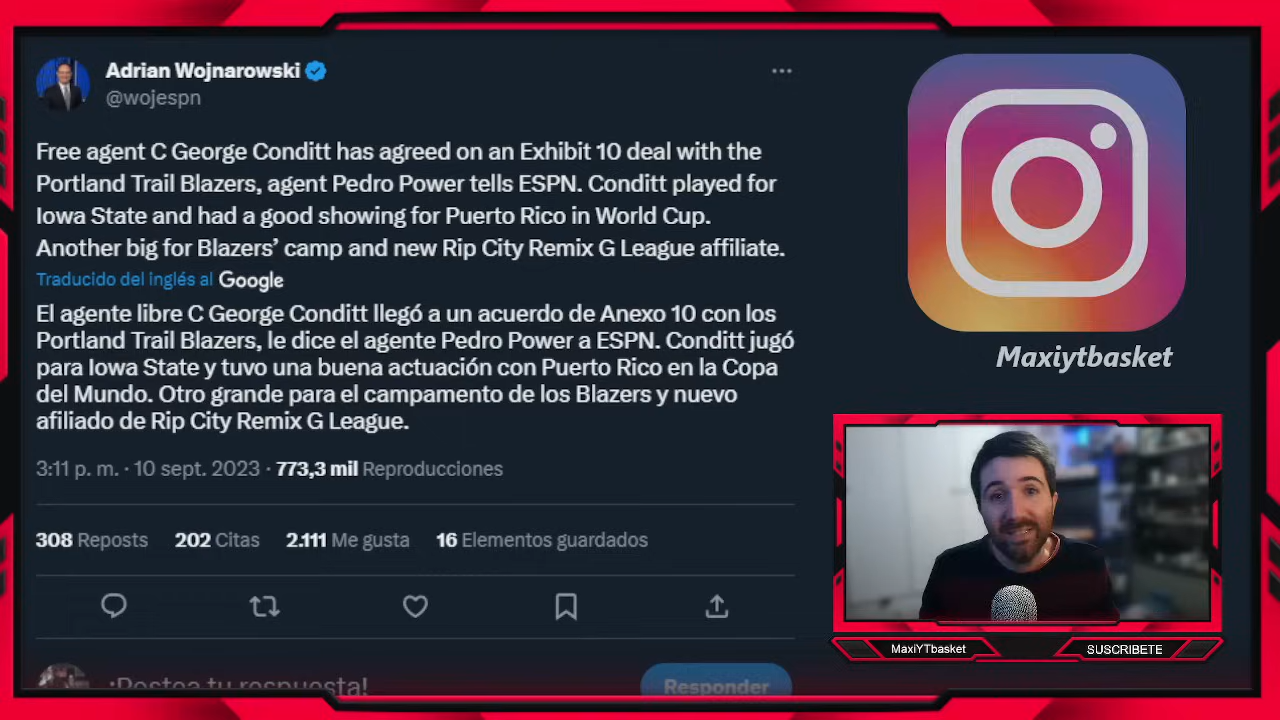 Adrian Wojnarowski
@wojespn
Free agent C George Conditt has agreed on an Exhibit 10 deal with the
Portland Trail Blazers, agent Pedro Power tells ESPN. Conditt played for
Iowa State and had a good showing for Puerto Rico in World Cup.
Another big for Blazers’ camp and new Rip City Remix G League affiliate.
Traducido del inglés al Google
El agente libre C George Conditt llegó a un acuerdo de Anexo 10 con los
Portland Trail Blazers, le dice el agente Pedro Power a ESPN. Conditt jugó
para Iowa State y tuvo una buena actuación con Puerto Rico en la Copa
del Mundo. Otro grande para el campamento de los Blazers y nuevo
afiliado de Rip City Remix G League.
3:11 p. m. · 10 sept. 2023 · 773,3 mil Reproducciones
308 Reposts 202 Citas 2.111 Me gusta 16 Elementos guardados
¡Postea tu respuesta!
Responder
Maxiytbasket
MaxiYTbasket
SUSCRIBETE